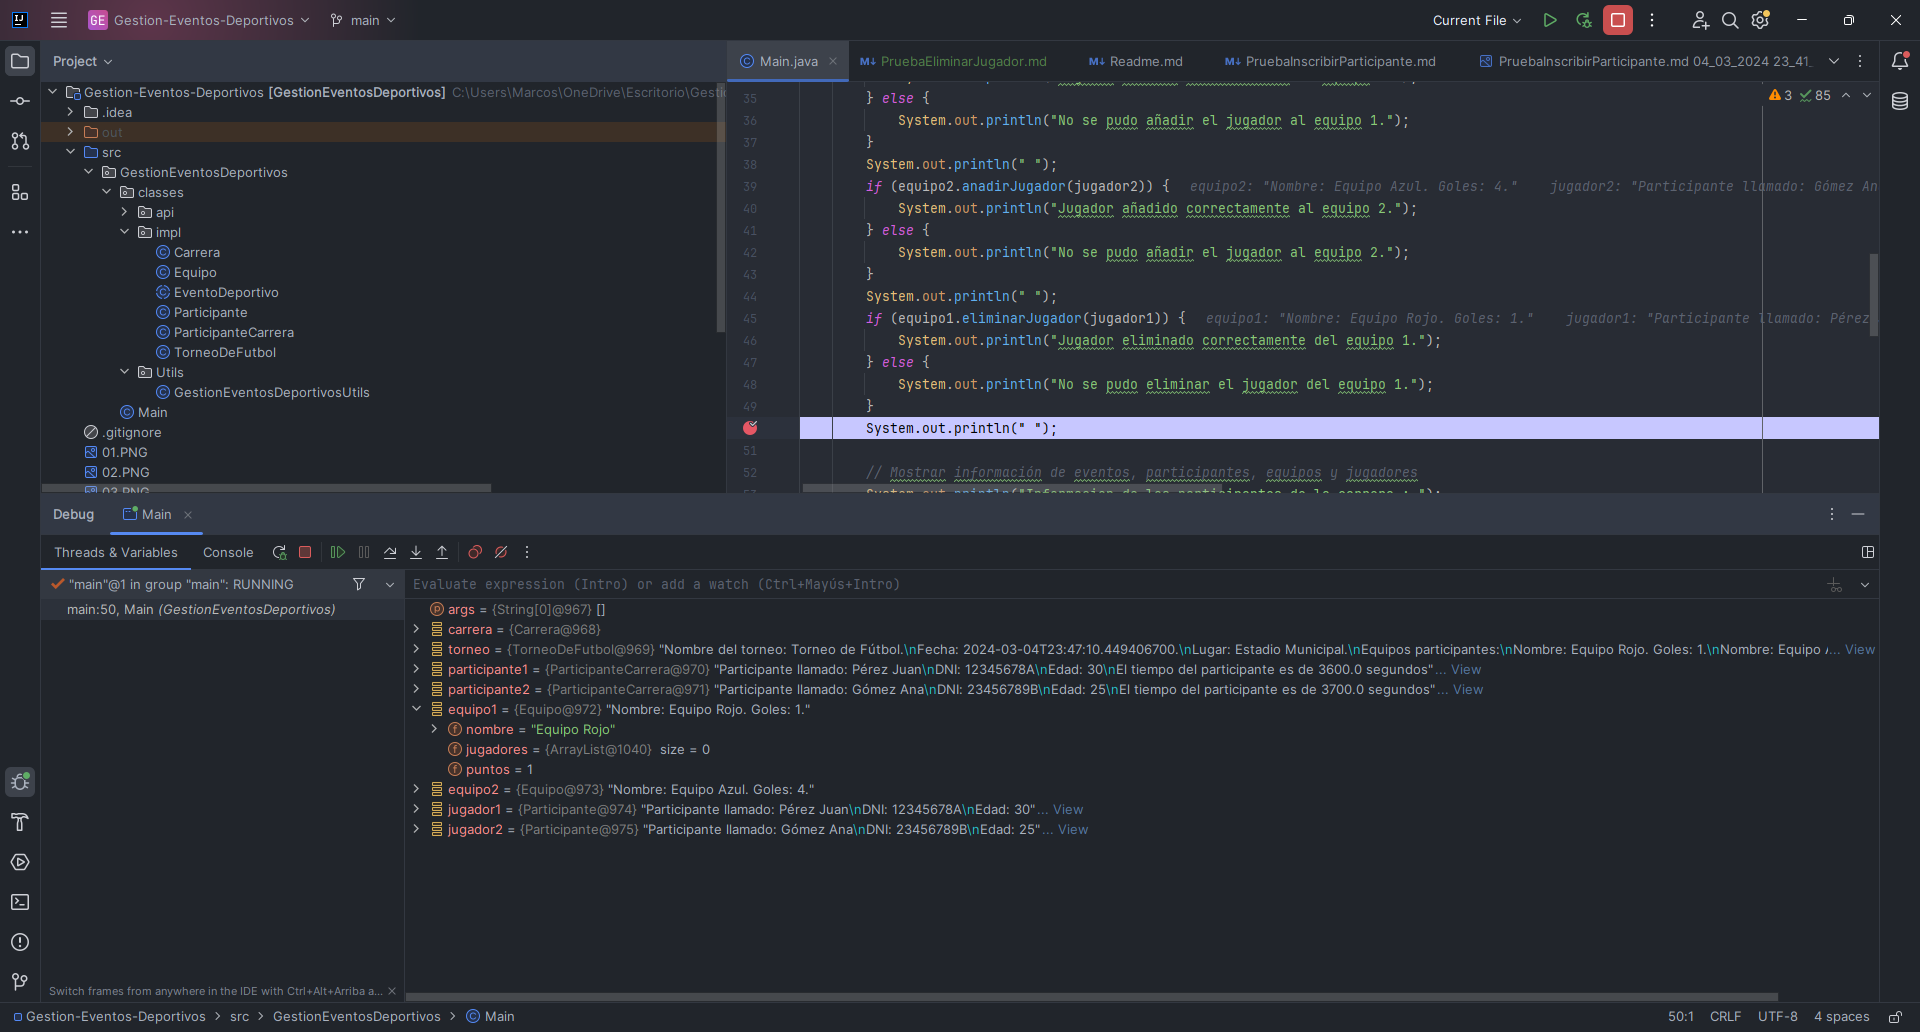 GE Gestion-Eventos-Deportivos main Current File
Project
Main.java PruebaEliminarJugador.md Readme.md PruebaInscribirParticipante.md PruebaInscribirParticipante.md 04_03_2024 23_41_
Gestion-Eventos-Deportivos [GestionEventosDeportivos] C:\Users\Marcos\OneDrive\Escritorio\Gestic
.idea
out
src
GestionEventosDeportivos
classes
api
impl
Carrera
Equipo
EventoDeportivo
Participante
ParticipanteCarrera
TorneoDeFutbol
Utils
GestionEventosDeportivosUtils
Main
.gitignore
01.PNG
02.PNG
03.PNG
3 85
35 } else {
36 System.out.println("No se pudo añadir el jugador al equipo 1.");
37 }
38 System.out.println(" ");
39 if (equipo2.anadirJugador(jugador2)) { equipo2: "Nombre: Equipo Azul. Goles: 4." jugador2: "Participante llamado: Gómez An
40 System.out.println("Jugador añadido correctamente al equipo 2.");
41 } else {
42 System.out.println("No se pudo añadir el jugador al equipo 2.");
43 }
44 System.out.println(" ");
45 if (equipo1.eliminarJugador(jugador1)) { equipo1: "Nombre: Equipo Rojo. Goles: 1." jugador1: "Participante llamado: Pérez
46 System.out.println("Jugador eliminado correctamente del equipo 1.");
47 } else {
48 System.out.println("No se pudo eliminar el jugador del equipo 1.");
49 }
System.out.println(" ");
51
52 // Mostrar información de eventos, participantes, equipos y jugadores
53 System.out.println("Informacion de los participantes de la carrera : ");
Debug Main
Threads & Variables Console
"main"@1 in group "main": RUNNING
main:50, Main (GestionEventosDeportivos)
Evaluate expression (Intro) or add a watch (Ctrl+Mayús+Intro)
args = {String[0]@967} []
carrera = {Carrera@968}
torneo = {TorneoDeFutbol@969} "Nombre del torneo: Torneo de Fútbol.\nFecha: 2024-03-04T23:47:10.449406700.\nLugar: Estadio Municipal.\nEquipos participantes:\nNombre: Equipo Rojo. Goles: 1.\nNombre: Equipo A... View
participante1 = {ParticipanteCarrera@970} "Participante llamado: Pérez Juan\nDNI: 12345678A\nEdad: 30\nEl tiempo del participante es de 3600.0 segundos"... View
participante2 = {ParticipanteCarrera@971} "Participante llamado: Gómez Ana\nDNI: 23456789B\nEdad: 25\nEl tiempo del participante es de 3700.0 segundos"... View
equipo1 = {Equipo@972} "Nombre: Equipo Rojo. Goles: 1."
nombre = "Equipo Rojo"
jugadores = {ArrayList@1040} size = 0
puntos = 1
equipo2 = {Equipo@973} "Nombre: Equipo Azul. Goles: 4."
jugador1 = {Participante@974} "Participante llamado: Pérez Juan\nDNI: 12345678A\nEdad: 30"... View
jugador2 = {Participante@975} "Participante llamado: Gómez Ana\nDNI: 23456789B\nEdad: 25"... View
Switch frames from anywhere in the IDE with Ctrl+Alt+Arriba a...
Gestion-Eventos-Deportivos > src > GestionEventosDeportivos > Main 50:1 CRLF UTF-8 4 spaces